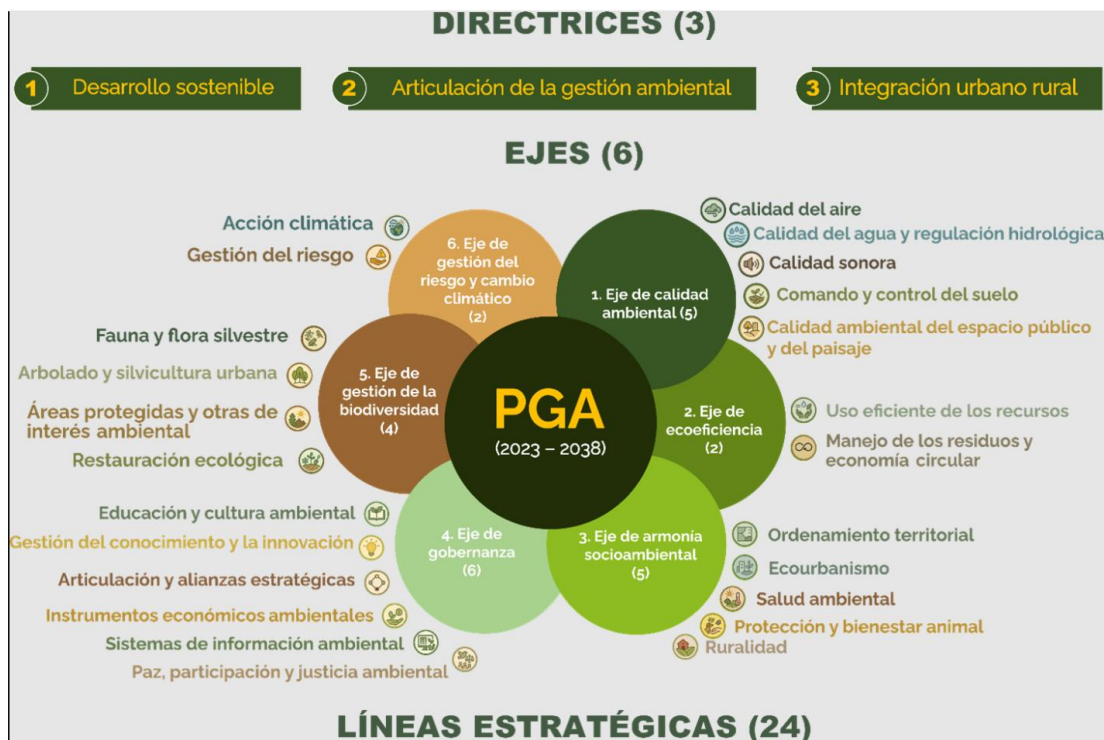 DIRECTRICES (3)
1 Desarrollo sostenible
2 Articulación de la gestión ambiental
3 Integración urbano rural
EJES (6)
PGA
(2023 – 2038)
1. Eje de calidad
ambiental (5)
Calidad del aire
Calidad del agua y regulación hidrológica
Calidad sonora
Comando y control del suelo
Calidad ambiental del espacio público
y del paisaje
2. Eje de
ecoeficiencia
(2)
Uso eficiente de los recursos
Manejo de los residuos y
economía circular
3. Eje de armonía
socioambiental
(5)
Ordenamiento territorial
Ecourbanismo
Salud ambiental
Protección y bienestar animal
Ruralidad
4. Eje de
gobernanza
(6)
Educación y cultura ambiental
Gestión del conocimiento y la innovación
Articulación y alianzas estratégicas
Instrumentos económicos ambientales
Sistemas de información ambiental
Paz, participación y justicia ambiental
5. Eje de
gestión de la
biodiversidad
(4)
Fauna y flora silvestre
Arbolado y silvicultura urbana
Áreas protegidas y otras de
interés ambiental
Restauración ecológica
6. Eje de
gestión del
riesgo y cambio
climático
(2)
Acción climática
Gestión del riesgo
LÍNEAS ESTRATÉGICAS (24)